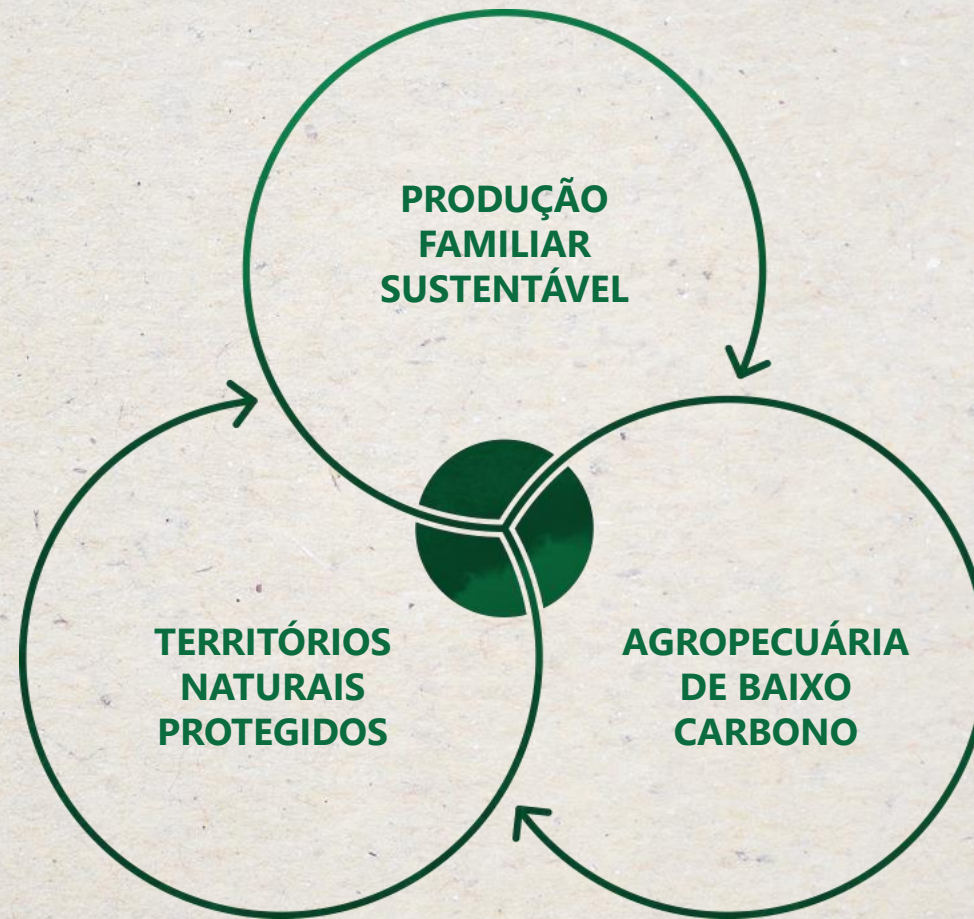 PRODUÇÃO
FAMILIAR
SUSTENTÁVEL
TERRITÓRIOS
NATURAIS
PROTEGIDOS
AGROPECUÁRIA
DE BAIXO
CARBONO